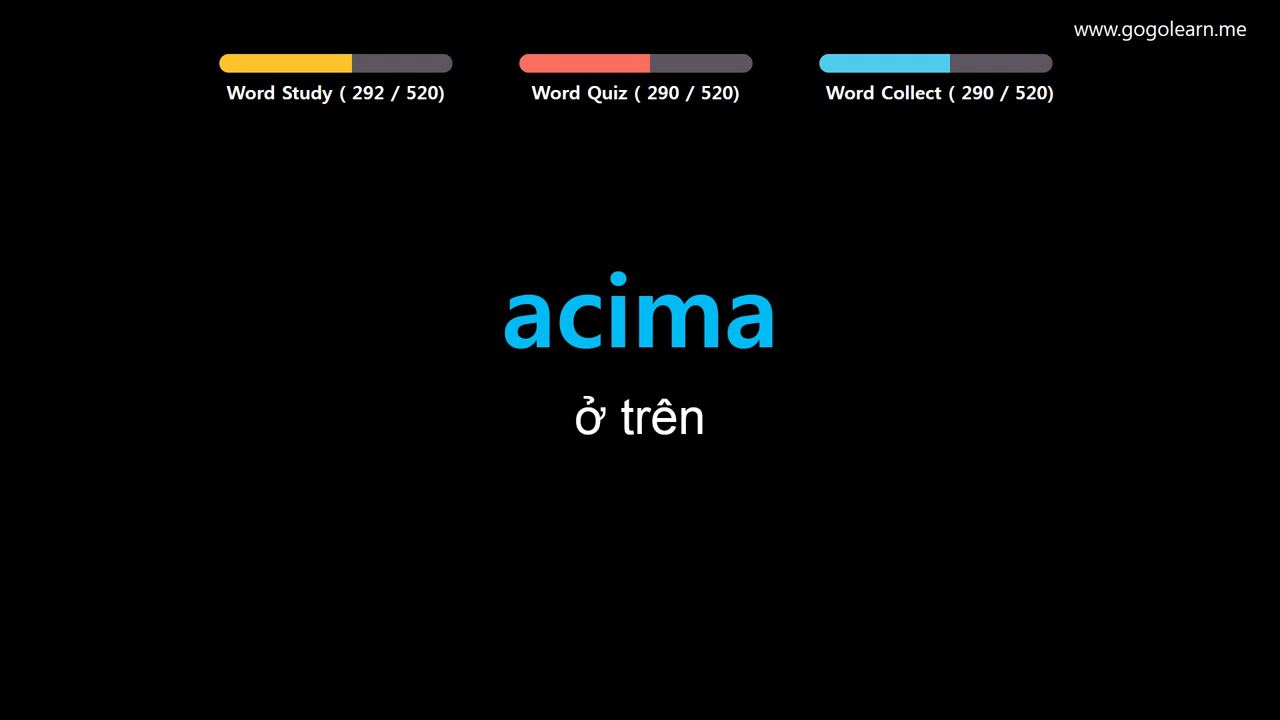 www.gogolearn.me
Word Study ( 292 / 520)
Word Quiz ( 290 / 520)
Word Collect ( 290 / 520)
acima
ở trên